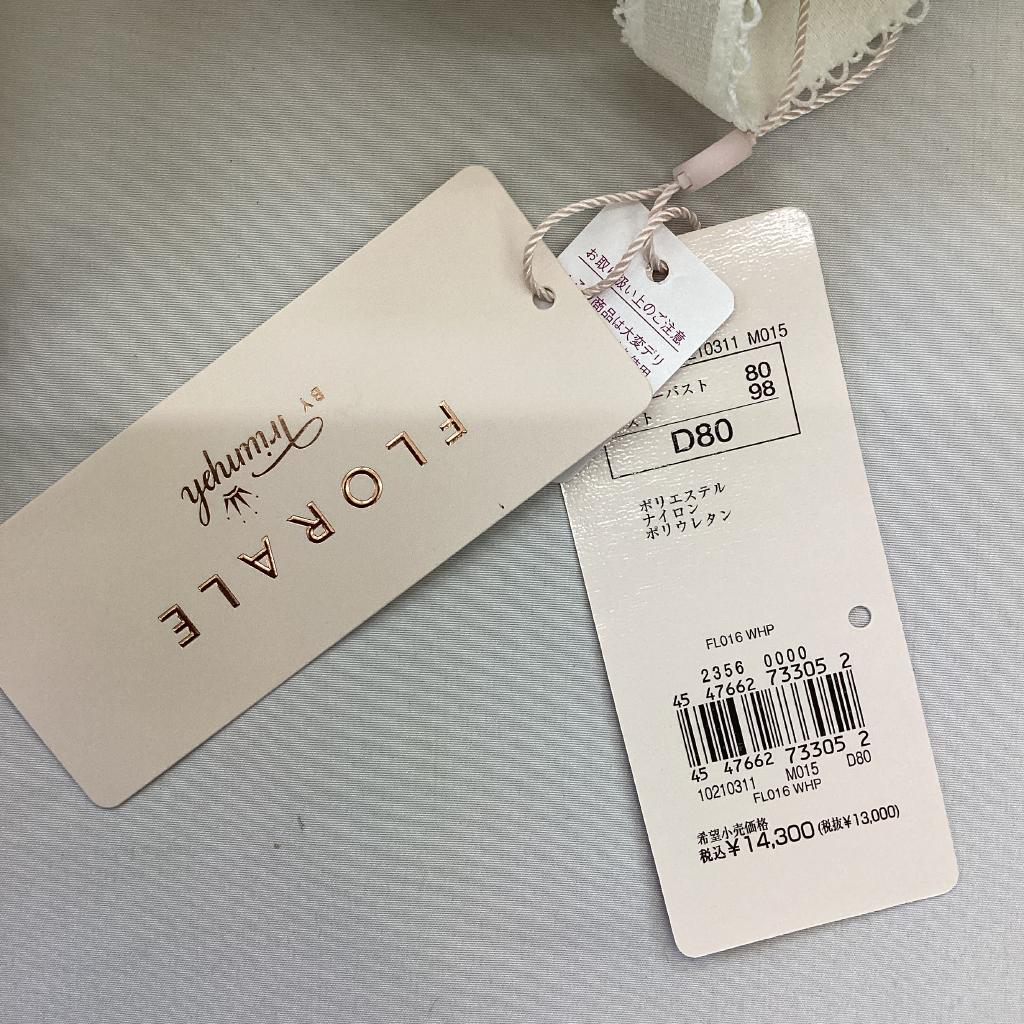 FLORALE
BY Triumph
お取り扱い上のご注意
商品は大変デリ
使用
10311 M015
バスト 80
98
D80
ポリエステル
ナイロン
ポリウレタン
FL016 WHP
2356 0000
45 47662 73305 2
45 47662 73305 2
10210311 M015 D80
FL016 WHP
希望小売価格
税込¥14,300(税抜¥13,000)